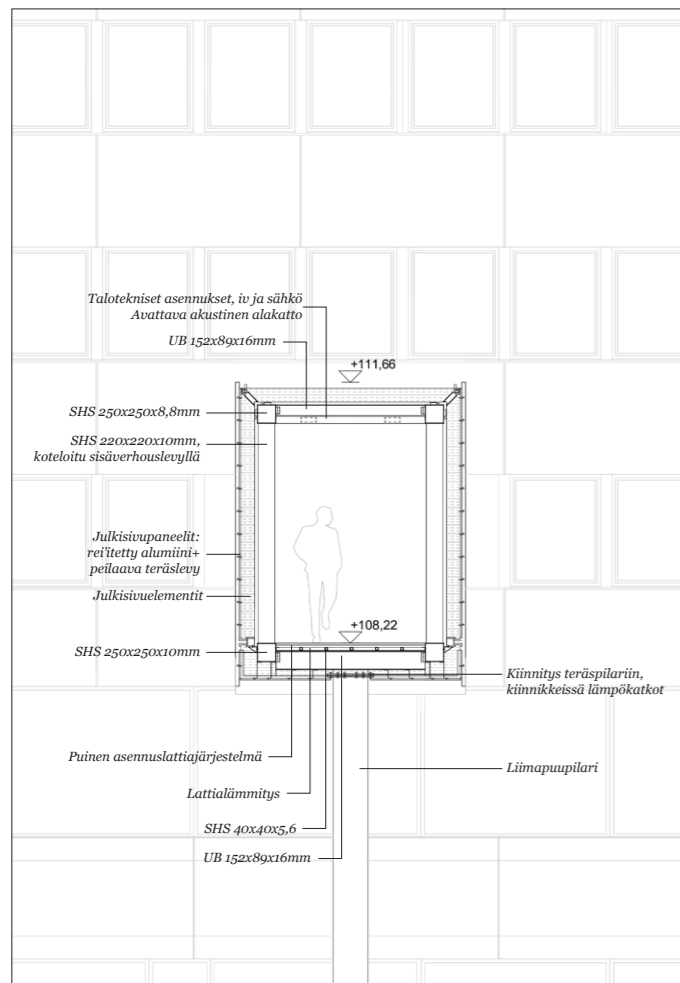 Talotekniset asennukset, iv ja sähkö
Avattava akustinen alakatto
UB 152x89x16mm
+111,66
SHS 250x250x8,8mm
SHS 220x220x10mm,
koteloitu sisäverhouslevyllä
Julkisivupaneelit:
rei'itetty alumiini+
peilaava teräslevy
Julkisivuelementit
+108,22
SHS 250x250x10mm
Kiinnitys teräspilariin,
kiinnikkeissä lämpökatkot
Puinen asennuslattiajärjestelmä
Liimapuupilari
Lattialämmitys
SHS 40x40x5,6
UB 152x89x16mm